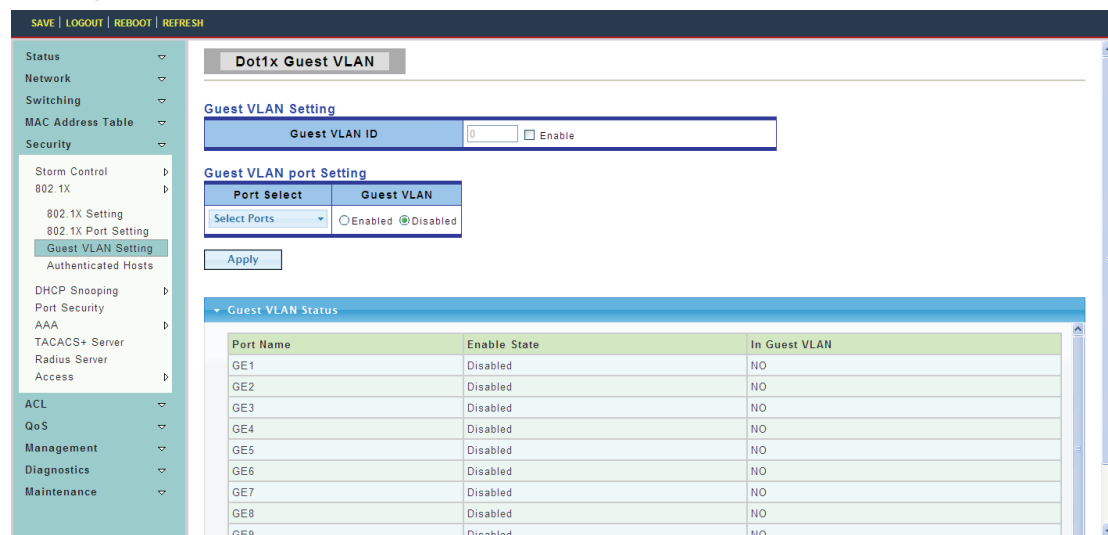 SAVE | LOGOUT | REBOOT | REFRESH
Status
Network
Switching
MAC Address Table
Security
Storm Control
802.1X
802.1X Setting
802.1X Port Setting
Guest VLAN Setting
Authenticated Hosts
DHCP Snooping
Port Security
AAA
TACACS+ Server
Radius Server
Access
ACL
QoS
Management
Diagnostics
Maintenance
Dot1x Guest VLAN
Guest VLAN Setting
Guest VLAN ID 0 Enable
Guest VLAN port Setting
Port Select Guest VLAN
Select Ports Enabled Disabled
Apply
Guest VLAN Status
Port Name Enable State In Guest VLAN
GE1 Disabled NO
GE2 Disabled NO
GE3 Disabled NO
GE4 Disabled NO
GE5 Disabled NO
GE6 Disabled NO
GE7 Disabled NO
GE8 Disabled NO
GE9 Disabled NO